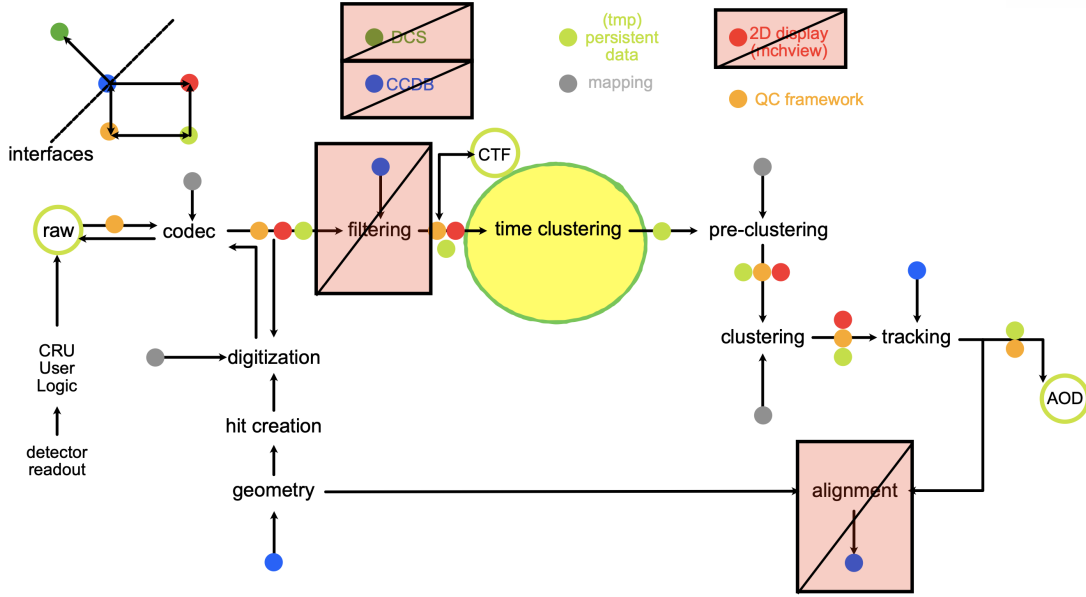 (tmp)
persistent
data
DCS
2D display
(mchview)
CCDB
mapping
QC framework
interfaces
CTF
raw
codec
filtering
time clustering
pre-clustering
CRU
User
Logic
digitization
clustering
tracking
AOD
hit creation
detector
readout
geometry
alignment